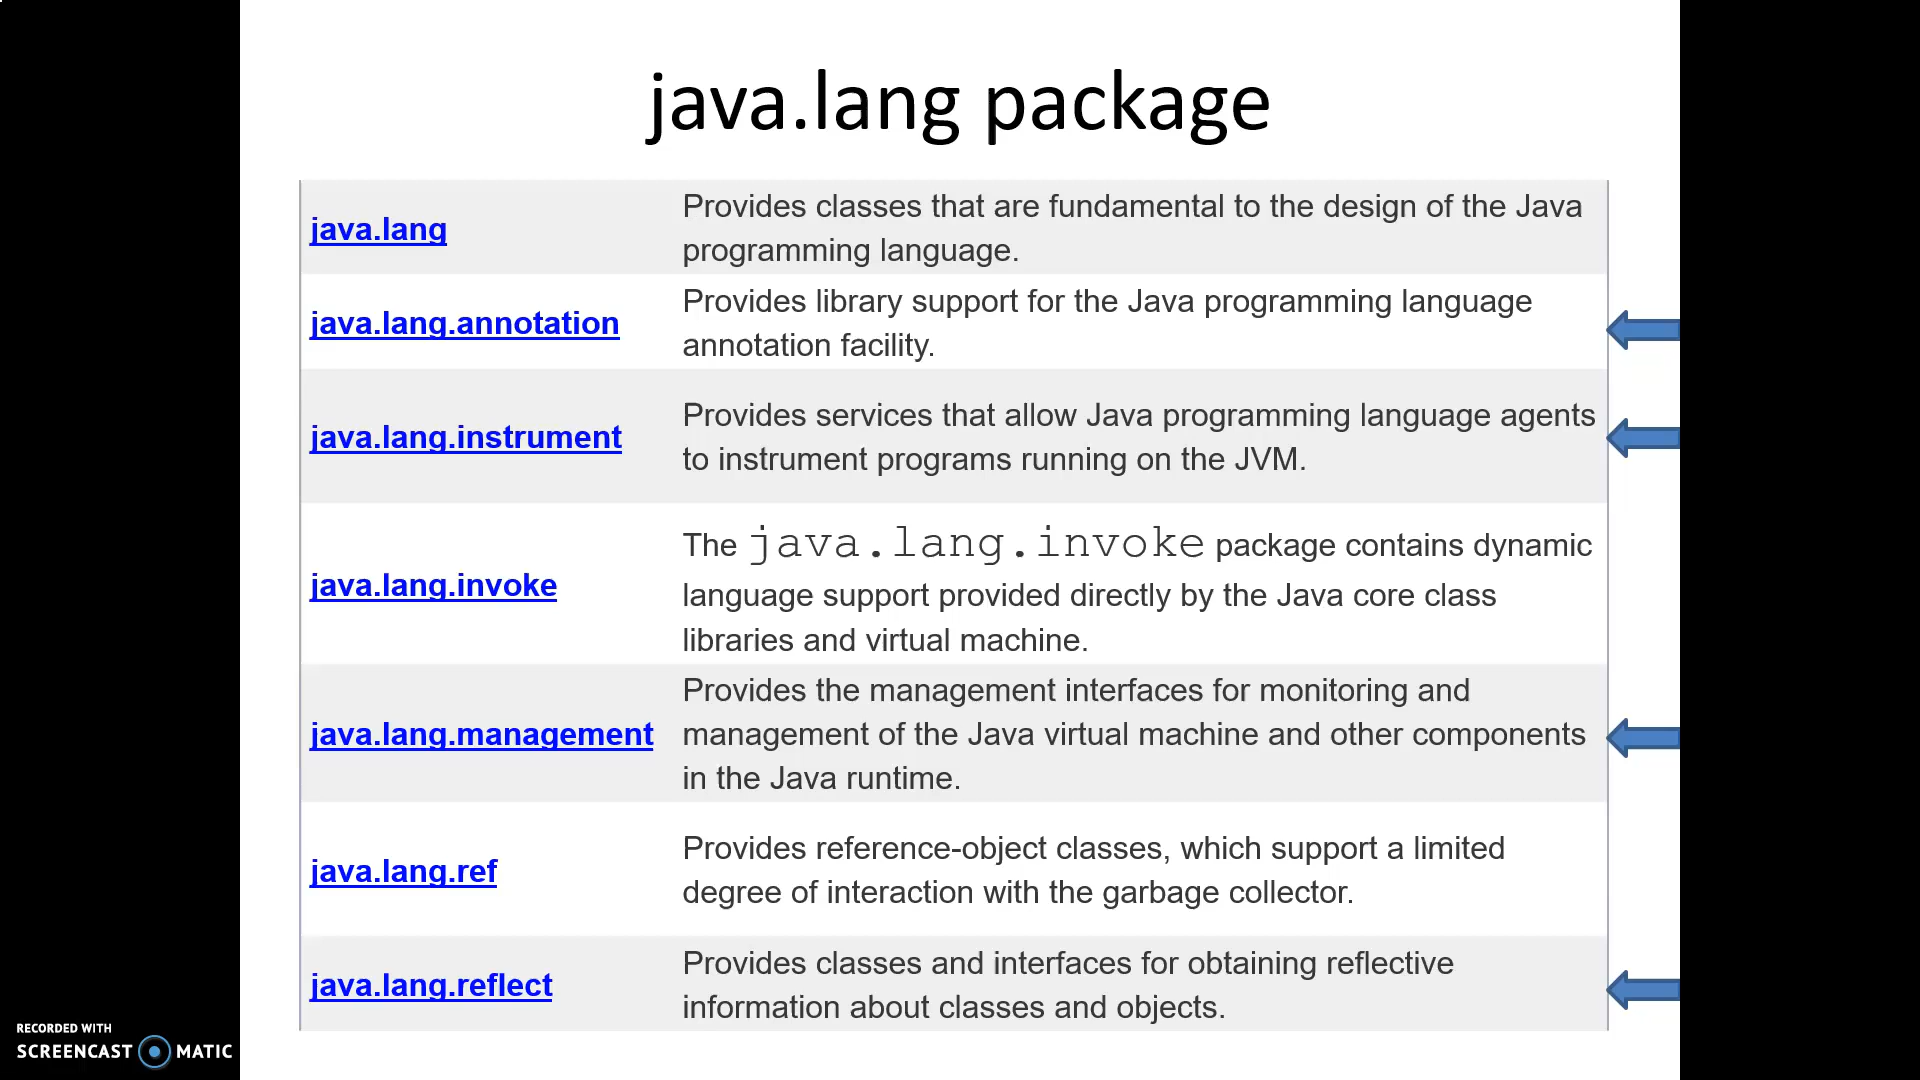 java.lang package
java.lang
Provides classes that are fundamental to the design of the Java
programming language.
java.lang.annotation
Provides library support for the Java programming language
annotation facility.
java.lang.instrument
Provides services that allow Java programming language agents
to instrument programs running on the JVM.
java.lang.invoke
The java.lang.invoke package contains dynamic
language support provided directly by the Java core class
libraries and virtual machine.
java.lang.management
Provides the management interfaces for monitoring and
management of the Java virtual machine and other components
in the Java runtime.
java.lang.ref
Provides reference-object classes, which support a limited
degree of interaction with the garbage collector.
java.lang.reflect
Provides classes and interfaces for obtaining reflective
information about classes and objects.
RECORDED WITH
SCREENCAST MATIC